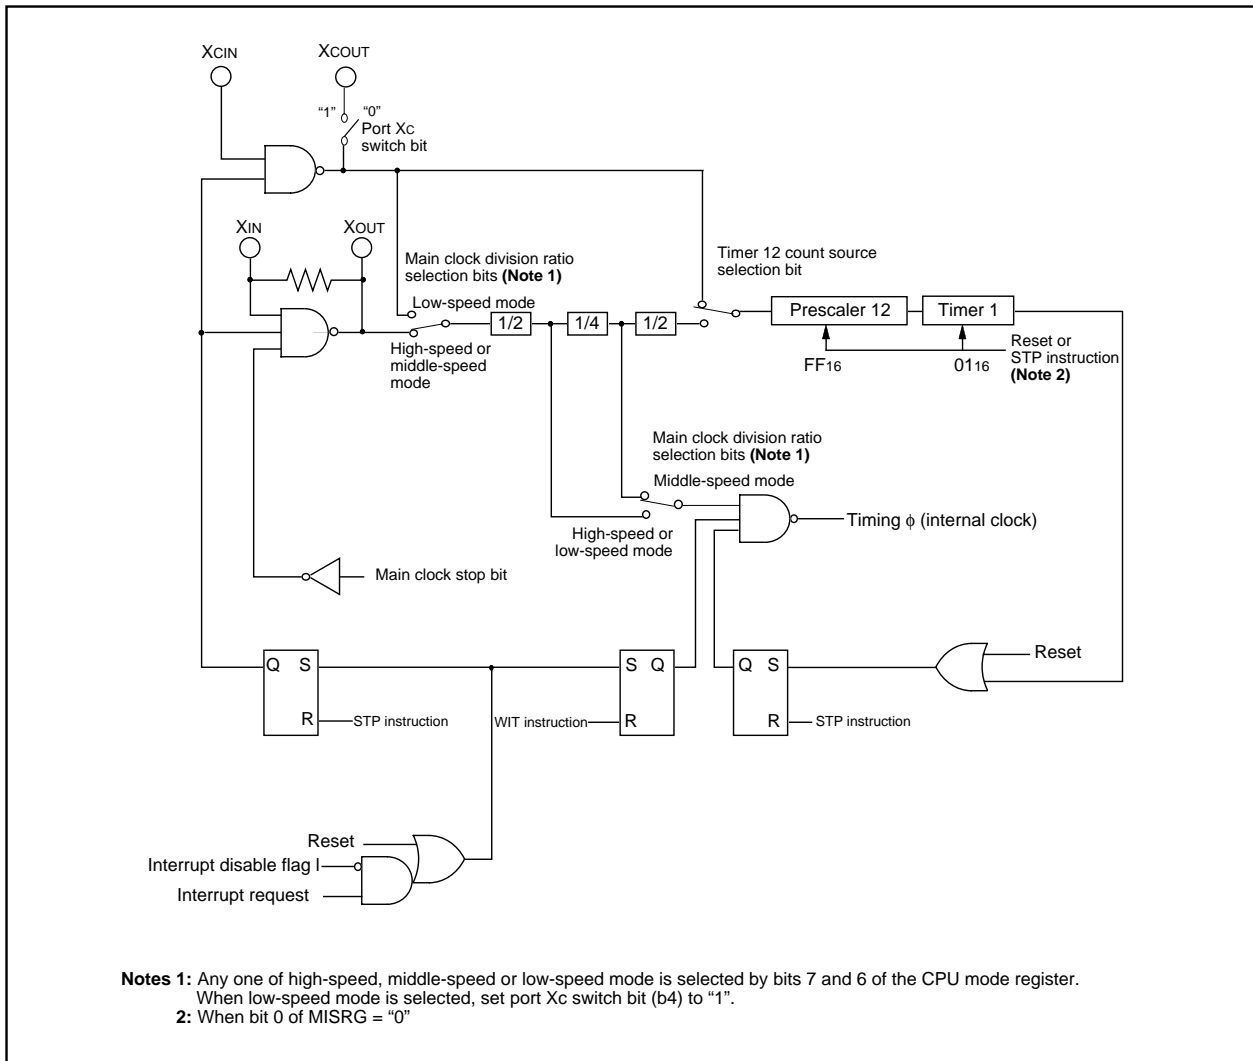 XCIN
XCOUT
“1”
“0”
Port XC
switch bit
XIN
XOUT
Main clock division ratio
selection bits (Note 1)
Low-speed mode
Timer 12 count source
selection bit
1/2
1/4
1/2
Prescaler 12
Timer 1
High-speed or
middle-speed
mode
FF16
0116
Reset or
STP instruction
(Note 2)
Main clock division ratio
selection bits (Note 1)
Middle-speed mode
High-speed or
low-speed mode
Timing ϕ (internal clock)
Main clock stop bit
Q S
R
STP instruction
WIT instruction
S Q
R
Q S
R
STP instruction
Reset
Reset
Interrupt disable flag I
Interrupt request
Notes 1: Any one of high-speed, middle-speed or low-speed mode is selected by bits 7 and 6 of the CPU mode register.
When low-speed mode is selected, set port Xc switch bit (b4) to “1”.
2: When bit 0 of MISRG = “0”